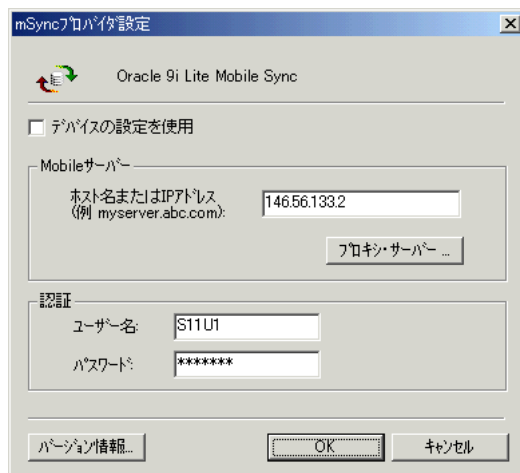 mSyncプロバイダ設定
Oracle 9i Lite Mobile Sync
デバイスの設定を使用
Mobileサーバー
ホスト名またはIPアドレス
(例 myserver.abc.com):
146.56.133.2
プロキシ・サーバー ...
認証
ユーザー名:
S11U1
パスワード:
*******
バージョン情報...
OK
キャンセル